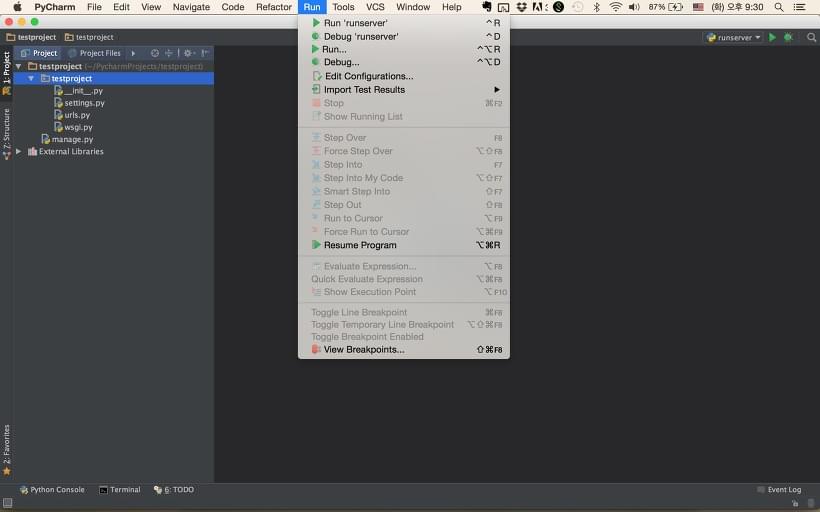 PyCharm File Edit View Navigate Code Refactor Run Tools VCS Window Help 87% (화) 오후 9:30
testproject testproject runserver
1: Project
Z: Structure
2: Favorites
Project Project Files
testproject (~/PycharmProjects/testproject)
testproject
__init__.py
settings.py
urls.py
wsgi.py
manage.py
External Libraries
Run 'runserver' ⌃R
Debug 'runserver' ⌃D
Run... ⌃⌥R
Debug... ⌃⌥D
Edit Configurations...
Import Test Results
Stop ⌘F2
Show Running List
Step Over F8
Force Step Over ⌥⇧F8
Step Into F7
Step Into My Code ⌥⇧F7
Smart Step Into ⇧F7
Step Out ⇧F8
Run to Cursor ⌥F9
Force Run to Cursor ⌥⌘F9
Resume Program ⌥⌘R
Evaluate Expression... ⌥F8
Quick Evaluate Expression ⌥⌘F8
Show Execution Point ⌥F10
Toggle Line Breakpoint ⌘F8
Toggle Temporary Line Breakpoint ⌥⇧⌘F8
Toggle Breakpoint Enabled
View Breakpoints... ⇧⌘F8
Python Console Terminal 6: TODO Event Log